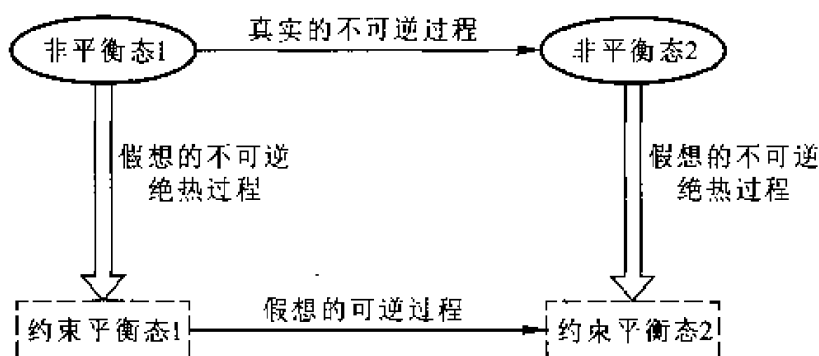 非平衡态1
真实的不可逆过程
非平衡态2
假想的不可逆
绝热过程
假想的不可逆
绝热过程
约束平衡态1
假想的可逆过程
约束平衡态2